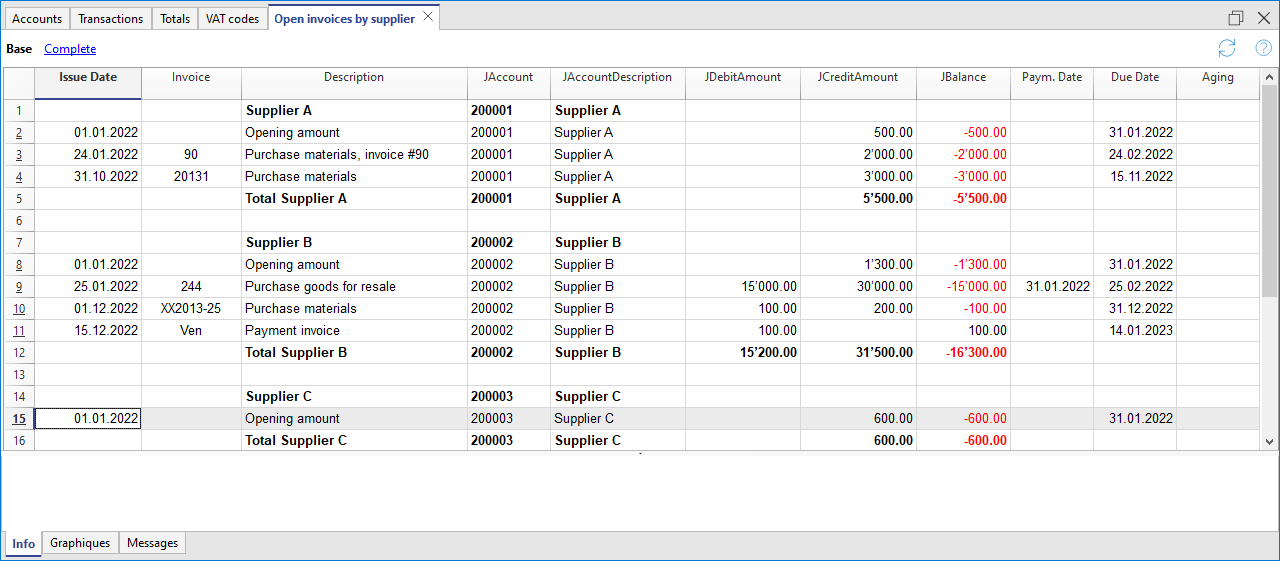 Accounts Transactions Totals VAT codes Open invoices by supplier
Base Complete
Issue Date Invoice Description JAccount JAccountDescription JDebitAmount JCreditAmount JBalance Paym. Date Due Date Aging
1 Supplier A 200001 Supplier A
2 01.01.2022 Opening amount 200001 Supplier A 500.00 -500.00 31.01.2022
3 24.01.2022 90 Purchase materials, invoice #90 200001 Supplier A 2'000.00 -2'000.00 24.02.2022
4 31.10.2022 20131 Purchase materials 200001 Supplier A 3'000.00 -3'000.00 15.11.2022
5 Total Supplier A 200001 Supplier A 5'500.00 -5'500.00
6
7 Supplier B 200002 Supplier B
8 01.01.2022 Opening amount 200002 Supplier B 1'300.00 -1'300.00 31.01.2022
9 25.01.2022 244 Purchase goods for resale 200002 Supplier B 15'000.00 30'000.00 -15'000.00 31.01.2022 25.02.2022
10 01.12.2022 XX2013-25 Purchase materials 200002 Supplier B 100.00 200.00 -100.00 31.12.2022
11 15.12.2022 Ven Payment invoice 200002 Supplier B 100.00 100.00 14.01.2023
12 Total Supplier B 200002 Supplier B 15'200.00 31'500.00 -16'300.00
13
14 Supplier C 200003 Supplier C
15 01.01.2022 Opening amount 200003 Supplier C 600.00 -600.00 31.01.2022
16 Total Supplier C 200003 Supplier C 600.00 -600.00
Info Graphiques Messages